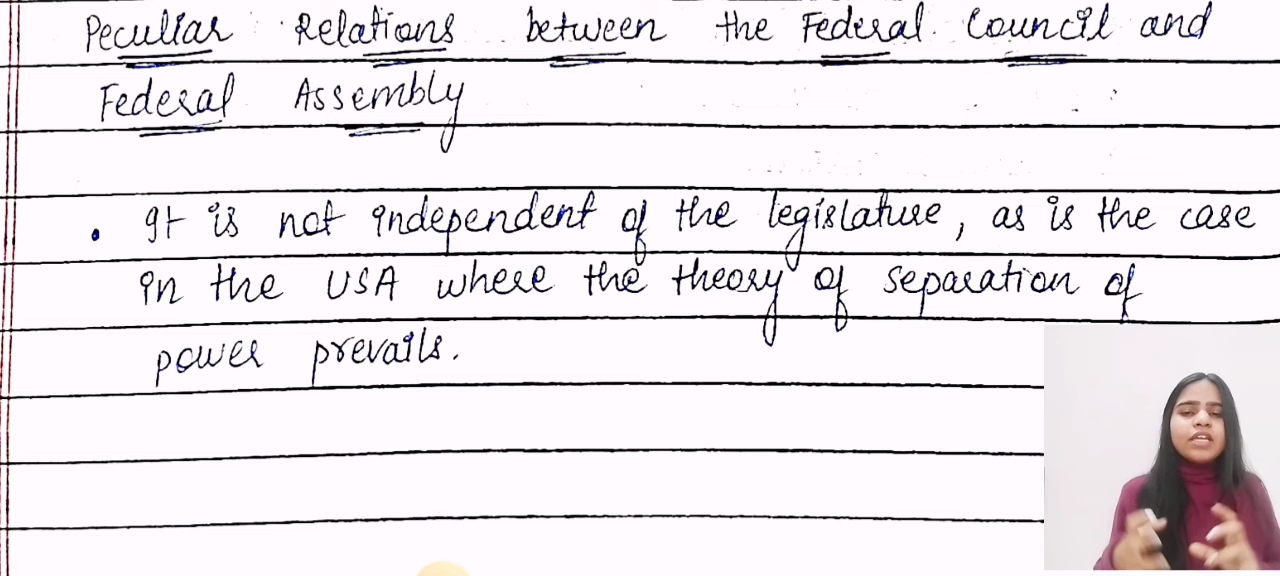 Peculiar Relations between the Federal Council and
Federal Assembly
. It is not independent of the legislature, as is the case
in the USA where the theory of separation of
power prevails.